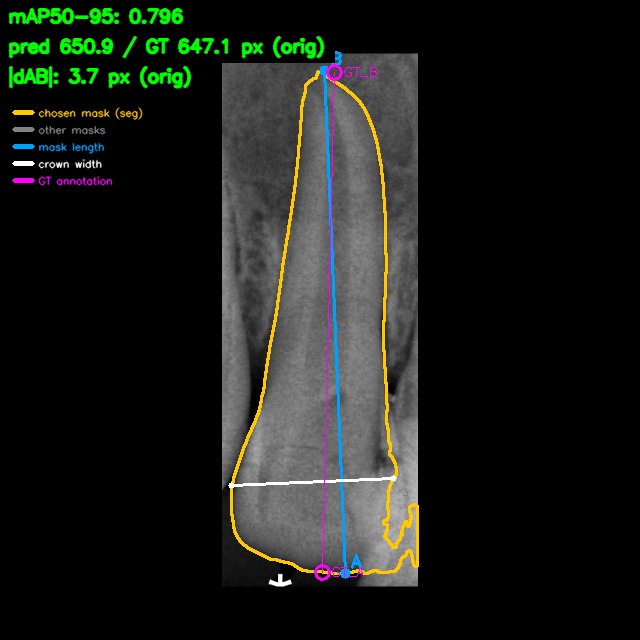 mAP50-95: 0.796
pred 650.9 / GT 647.1 px (orig)
|dAB|: 3.7 px (orig)
chosen mask (seg)
other masks
mask length
crown width
GT annotation
B
GT_B
A